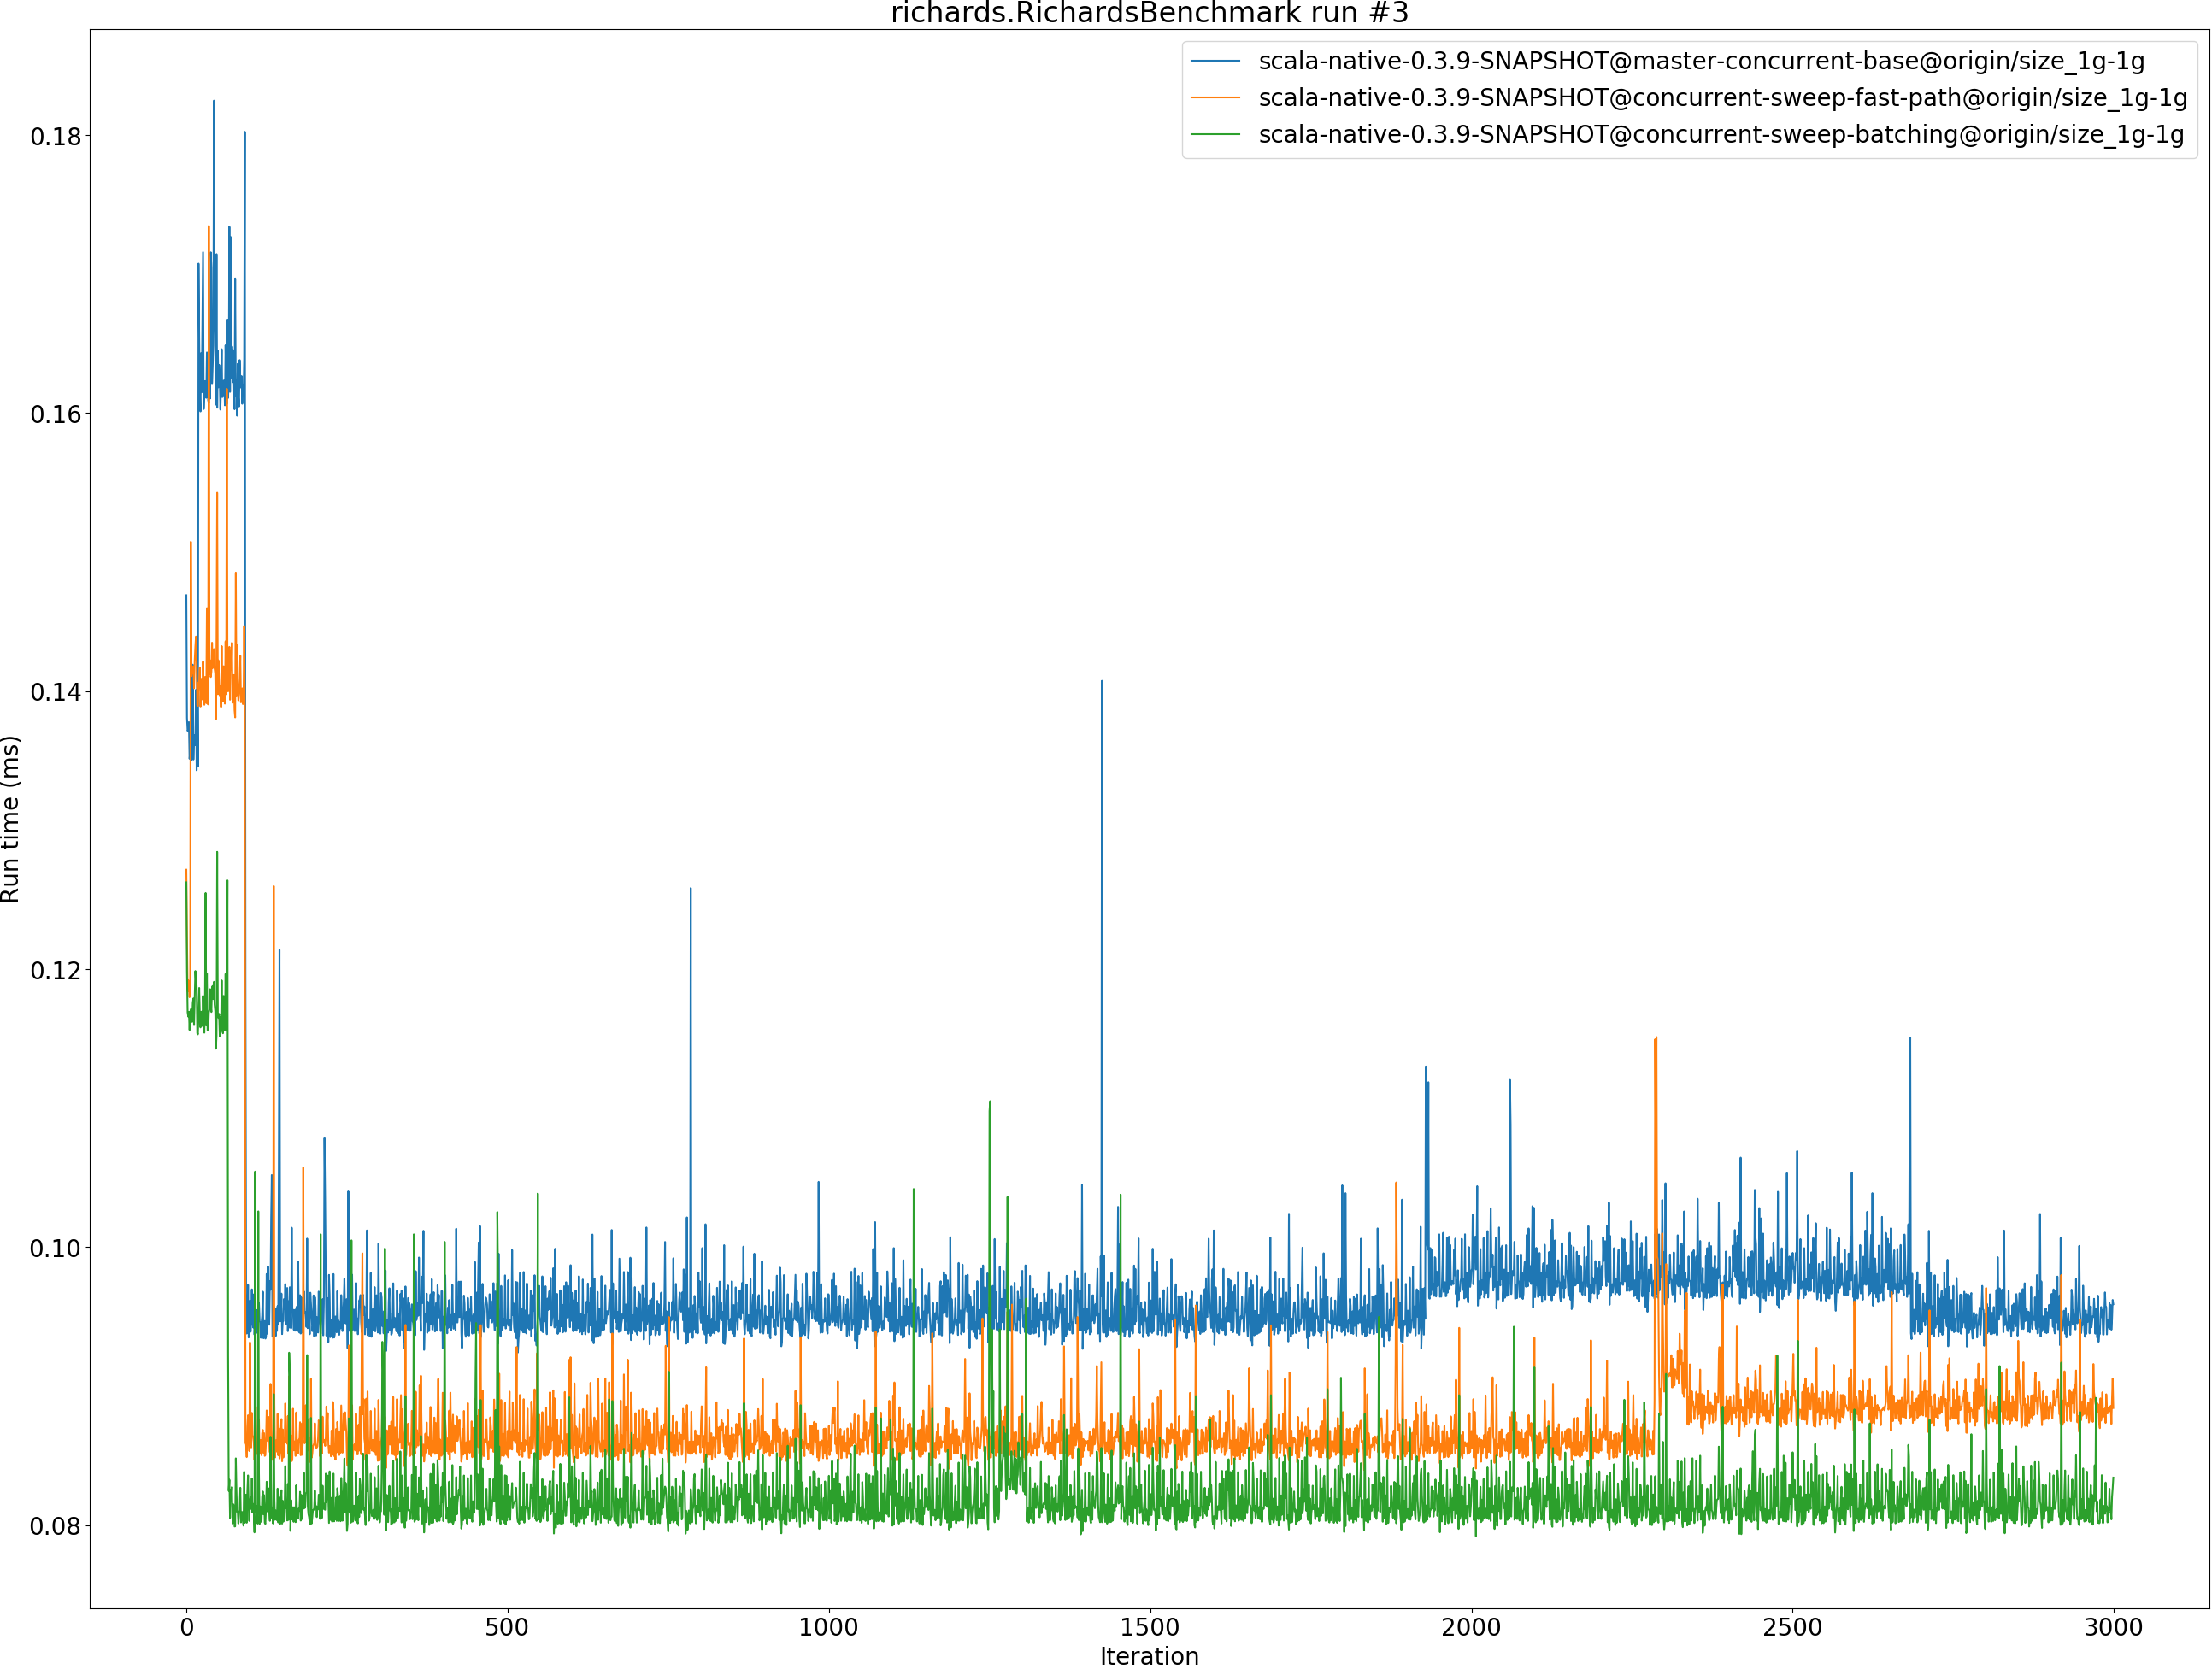 richards.RichardsBenchmark run #3
scala-native-0.3.9-SNAPSHOT@master-concurrent-base@origin/size_1g-1g
scala-native-0.3.9-SNAPSHOT@concurrent-sweep-fast-path@origin/size_1g-1g
scala-native-0.3.9-SNAPSHOT@concurrent-sweep-batching@origin/size_1g-1g
Run time (ms)
0.18
0.16
0.14
0.12
0.10
0.08
0 500 1000 1500 2000 2500 3000
Iteration